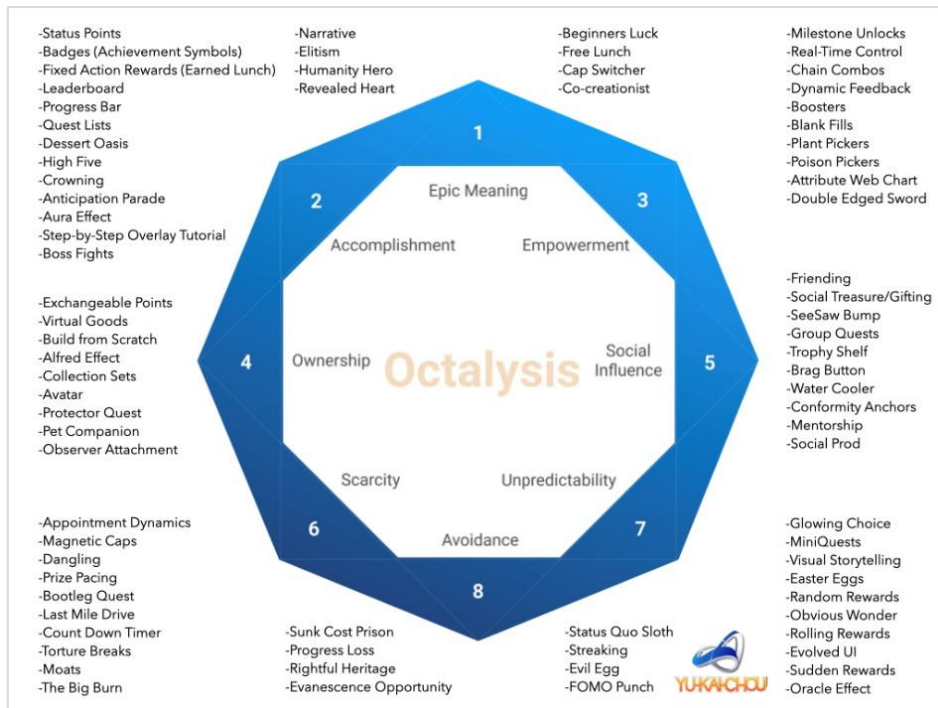 -Status Points
-Badges (Achievement Symbols)
-Fixed Action Rewards (Earned Lunch)
-Leaderboard
-Progress Bar
-Quest Lists
-Dessert Oasis
-High Five
-Crowning
-Anticipation Parade
-Aura Effect
-Step-by-Step Overlay Tutorial
-Boss Fights
-Narrative
-Elitism
-Humanity Hero
-Revealed Heart
-Beginners Luck
-Free Lunch
-Cap Switcher
-Co-creationist
-Milestone Unlocks
-Real-Time Control
-Chain Combos
-Dynamic Feedback
-Boosters
-Blank Fills
-Plant Pickers
-Poison Pickers
-Attribute Web Chart
-Double Edged Sword
1
Epic Meaning
2
Accomplishment
3
Empowerment
-Exchangeable Points
-Virtual Goods
-Build from Scratch
-Alfred Effect
-Collection Sets
-Avatar
-Protector Quest
-Pet Companion
-Observer Attachment
4
Ownership
Octalysis
Social
Influence
5
-Friending
-Social Treasure/Gifting
-SeeSaw Bump
-Group Quests
-Trophy Shelf
-Brag Button
-Water Cooler
-Conformity Anchors
-Mentorship
-Social Prod
Scarcity
6
Unpredictability
7
Avoidance
8
-Appointment Dynamics
-Magnetic Caps
-Dangling
-Prize Pacing
-Bootleg Quest
-Last Mile Drive
-Count Down Timer
-Torture Breaks
-Moats
-The Big Burn
-Sunk Cost Prison
-Progress Loss
-Rightful Heritage
-Evanescence Opportunity
-Status Quo Sloth
-Streaking
-Evil Egg
-FOMO Punch
YU-KAI-CHOU
-Glowing Choice
-MiniQuests
-Visual Storytelling
-Easter Eggs
-Random Rewards
-Obvious Wonder
-Rolling Rewards
-Evolved UI
-Sudden Rewards
-Oracle Effect